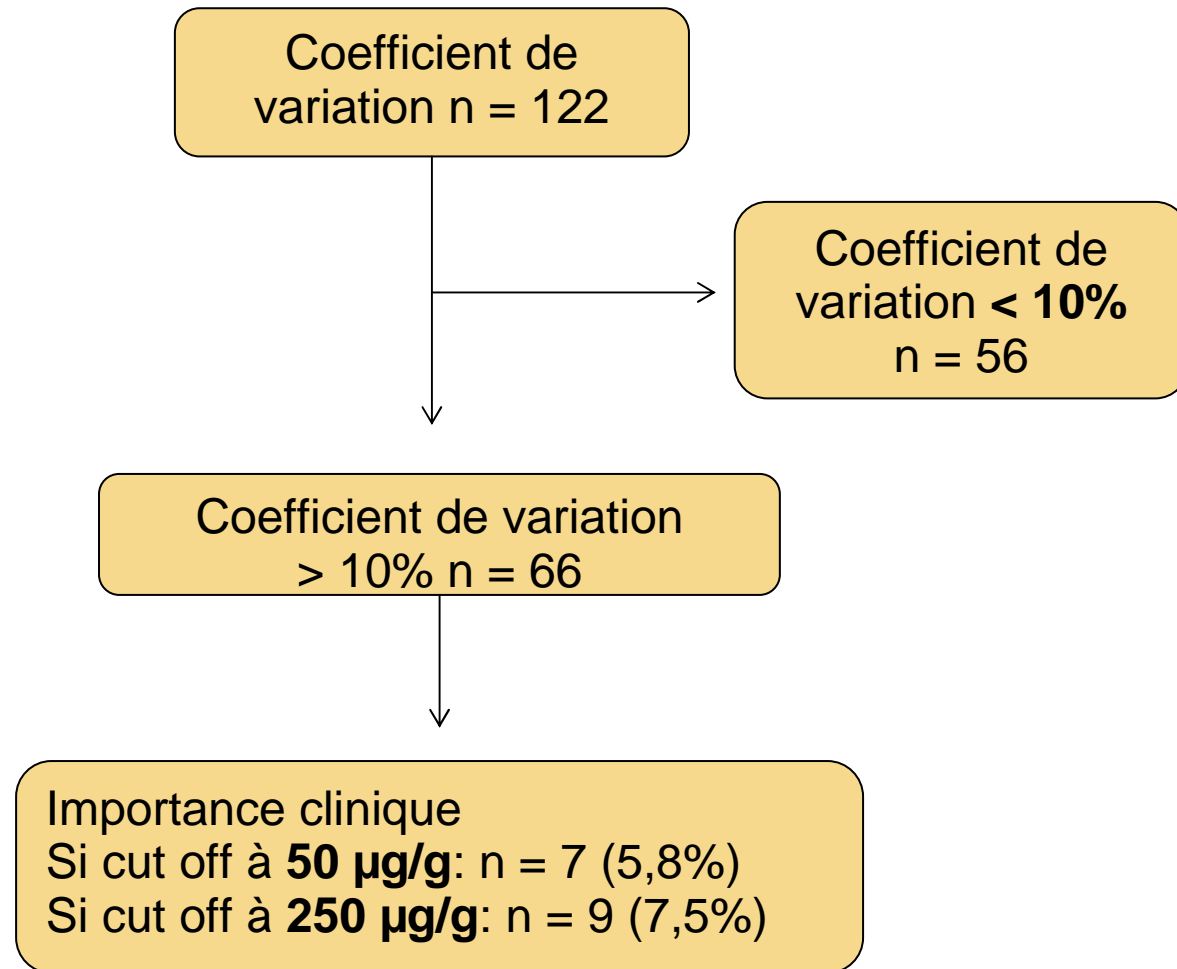 Coefficient de
variation n = 122
Coefficient de
variation < 10%
n = 56
Coefficient de variation
> 10% n = 66
Importance clinique
Si cut off à 50 µg/g: n = 7 (5,8%)
Si cut off à 250 µg/g: n = 9 (7,5%)